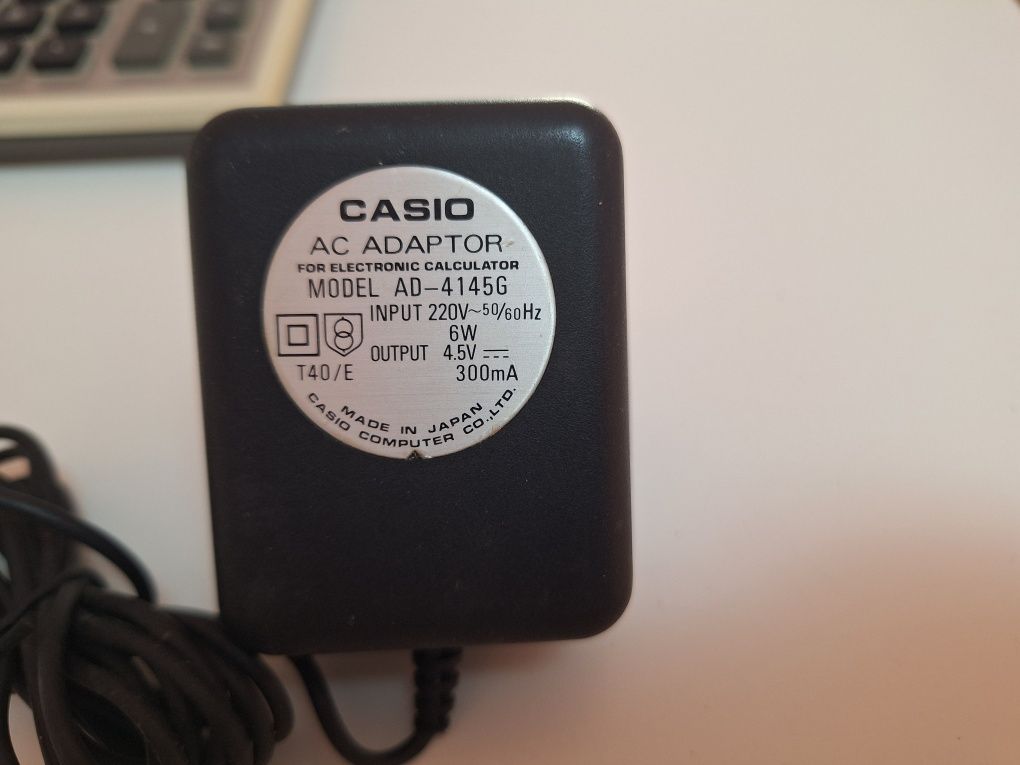 CASIO
AC ADAPTOR
FOR ELECTRONIC CALCULATOR
MODEL AD-4145G
INPUT 220V~50/60Hz
6W
OUTPUT 4.5V ⎓
T40/E 300mA
MADE IN JAPAN
CASIO COMPUTER CO.,LTD.